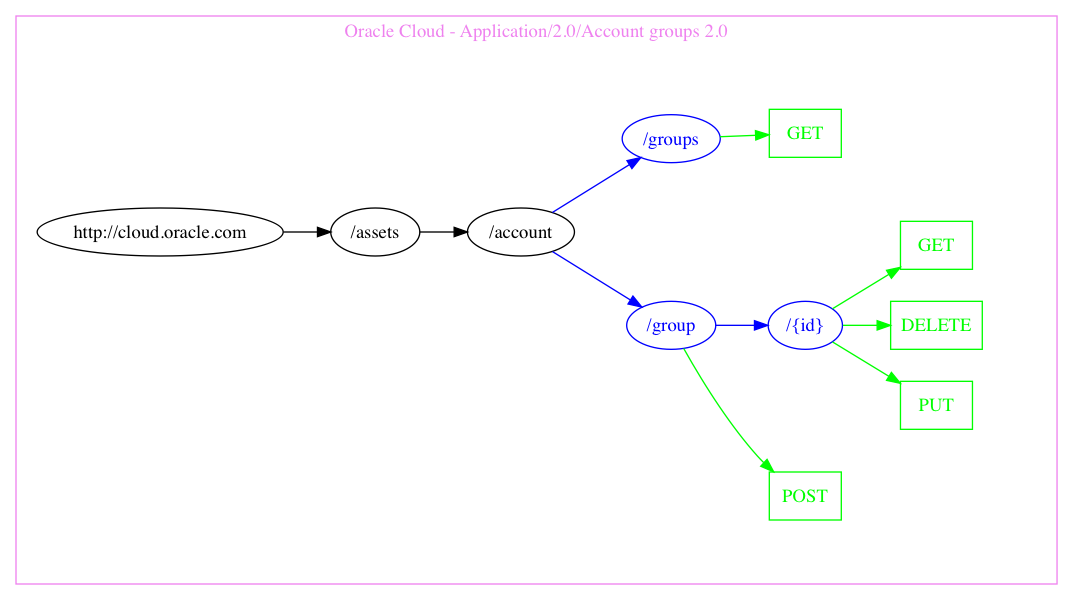 Oracle Cloud - Application/2.0/Account groups 2.0
/groups
GET
http://cloud.oracle.com
/assets
/account
GET
/group
/{id}
DELETE
PUT
POST